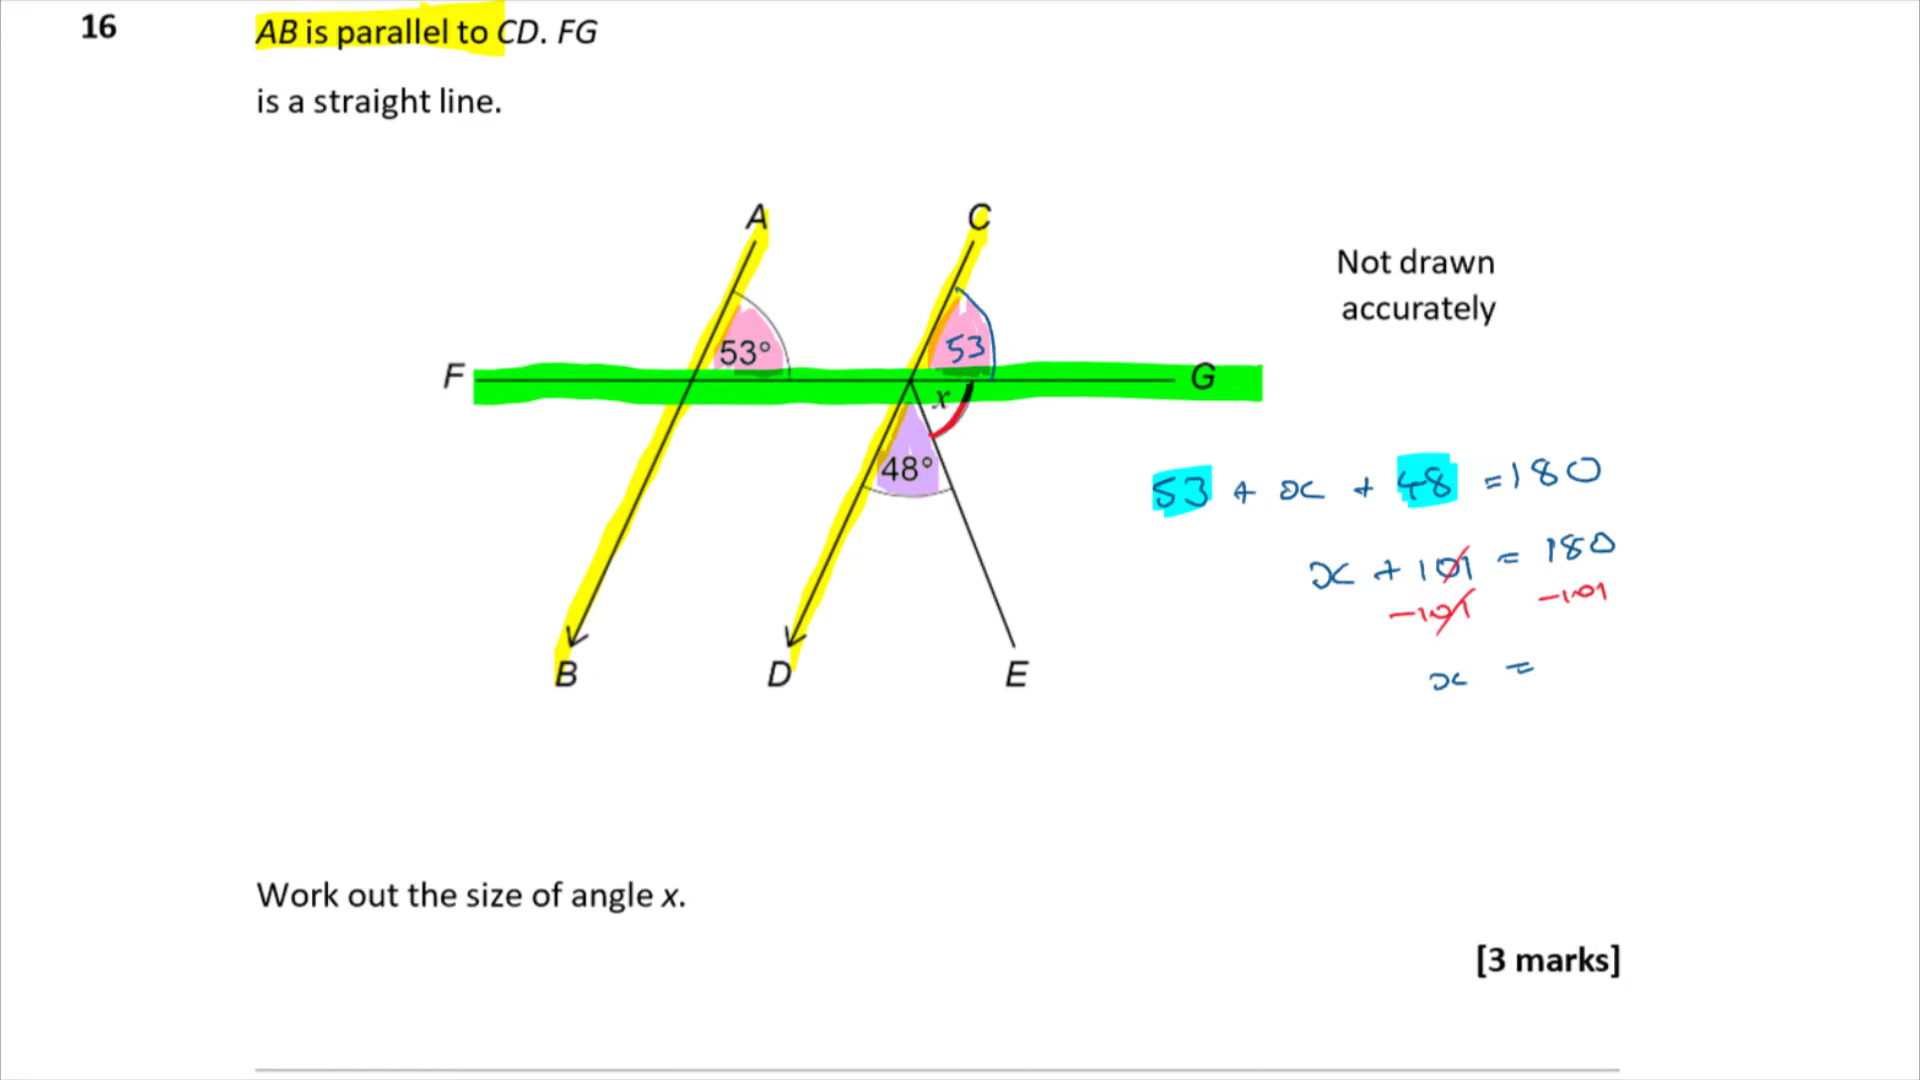 16
AB is parallel to CD. FG
is a straight line.
A
C
Not drawn
accurately
53°
53
F
G
x
48°
53 + x + 48 = 180
x + 101 = 180
-101 -101
x =
B
D
E
Work out the size of angle x.
[3 marks]